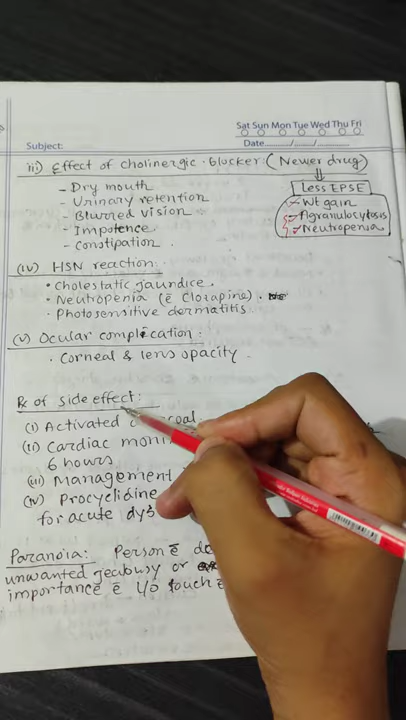 Sat Sun Mon Tue Wed Thu Fri
Subject:
Date....../....../......
iii) Effect of cholinergic blocker: (Newer drug)
- Dry mouth
- Urinary retention
- Blurred vision
- Impotence
- Constipation.
Less EPSE
- Wt gain
- Agranulocytosis
- Neutropenia
(iv) HSN reaction:
• Cholestatic jaundice.
• Neutropenia (ē Clozapine).
• Photosensitive dermatitis
(v) Ocular complication:
• Corneal & lens opacity.
Rx of side effect:
(i) Activated
(ii) Cardiac
6 hours
(iii) Management
(iv) Procyclidine
for acute
Paranoia: Person ē
unwanted jealousy or
importance ē touch